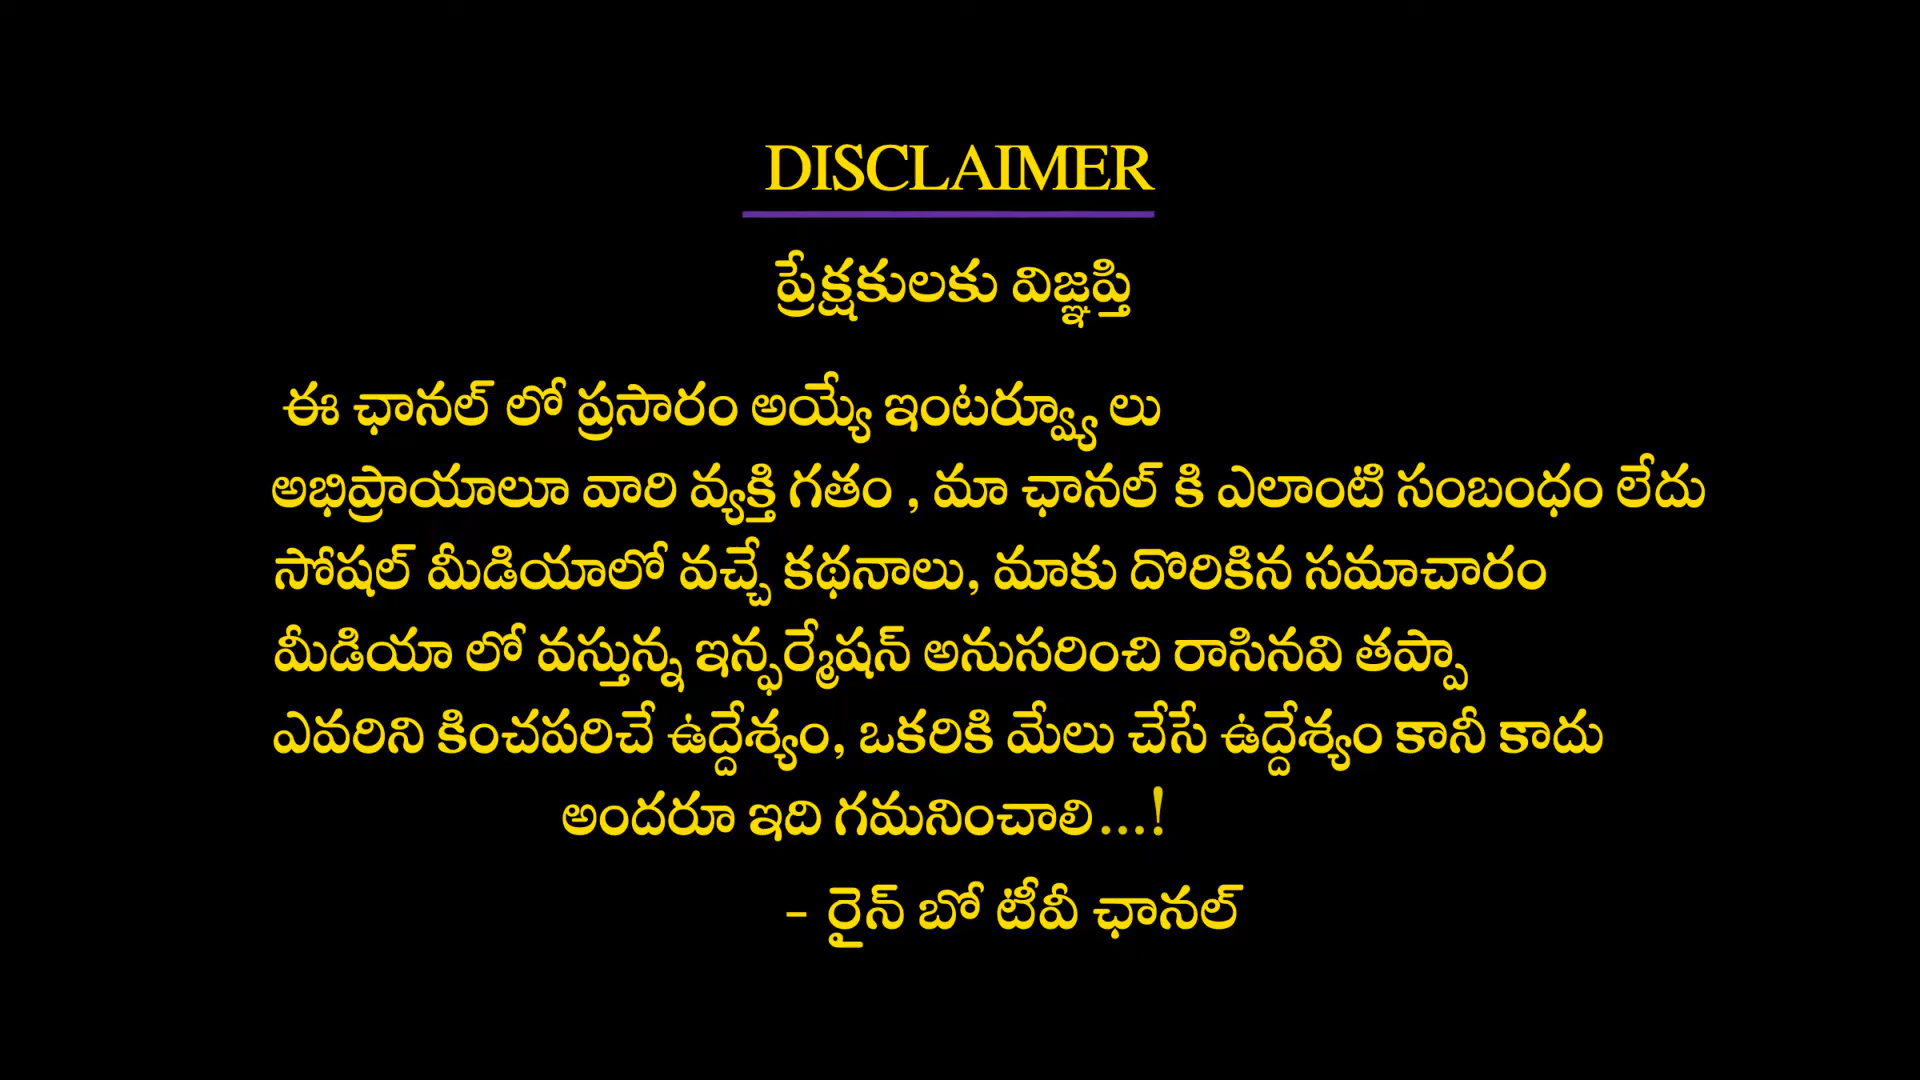 DISCLAIMER
ప్రేక్షకులకు విజ్ఞప్తి
ఈ ఛానల్ లో ప్రసారం అయ్యే ఇంటర్వ్యూ లు
అభిప్రాయాలూ వారి వ్యక్తి గతం , మా ఛానల్ కి ఎలాంటి సంబంధం లేదు
సోషల్ మీడియాలో వచ్చే కథనాలు, మాకు దొరికిన సమాచారం
మీడియా లో వస్తున్న ఇన్ఫర్మేషన్ అనుసరించి రాసినవి తప్పా
ఎవరిని కించపరిచే ఉద్దేశ్యం, ఒకరికి మేలు చేసే ఉద్దేశ్యం కానీ కాదు
అందరూ ఇది గమనించాలి...!
- రైన్ బో టీవీ ఛానల్